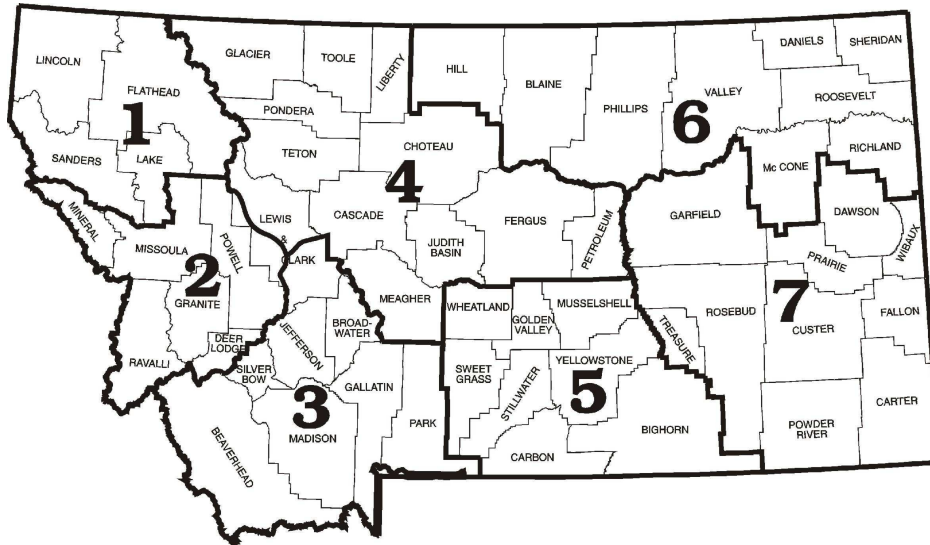 LINCOLN
FLATHEAD
1
SANDERS
LAKE
GLACIER
TOOLE
LIBERTY
PONDERA
TETON
CHOTEAU
4
LEWIS
&
CLARK
CASCADE
JUDITH
BASIN
FERGUS
PETROLEUM
MEAGHER
HILL
BLAINE
PHILLIPS
VALLEY
6
DANIELS
SHERIDAN
ROOSEVELT
RICHLAND
Mc CONE
MINERAL
MISSOULA
POWELL
2
GRANITE
DEER
LODGE
RAVALLI
SILVER
BOW
JEFFERSON
BROAD-
WATER
GALLATIN
3
MADISON
PARK
BEAVERHEAD
WHEATLAND
GOLDEN
VALLEY
MUSSELSHELL
SWEET
GRASS
STILLWATER
YELLOWSTONE
5
CARBON
BIGHORN
GARFIELD
DAWSON
WIBAUX
PRAIRIE
7
ROSEBUD
TREASURE
CUSTER
FALLON
CARTER
POWDER
RIVER